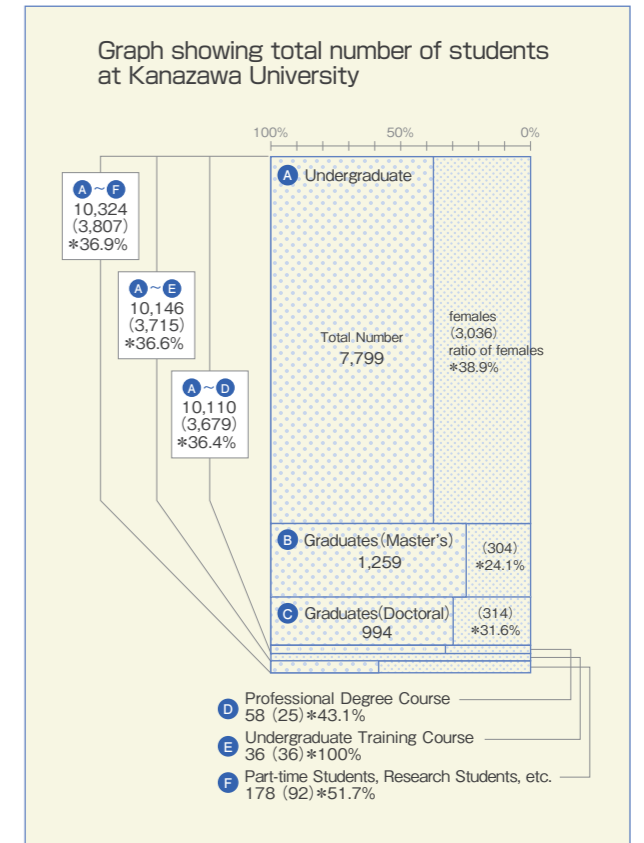 Graph showing total number of students
at Kanazawa University
100%
50%
0%
A ~ F
10,324
(3,807)
*36.9%
A ~ E
10,146
(3,715)
*36.6%
A ~ D
10,110
(3,679)
*36.4%
A Undergraduate
Total Number
7,799
females
(3,036)
ratio of females
*38.9%
B Graduates(Master's)
1,259
(304)
*24.1%
C Graduates(Doctoral)
994
(314)
*31.6%
D Professional Degree Course
58 (25)*43.1%
E Undergraduate Training Course
36 (36)*100%
F Part-time Students, Research Students, etc.
178 (92)*51.7%